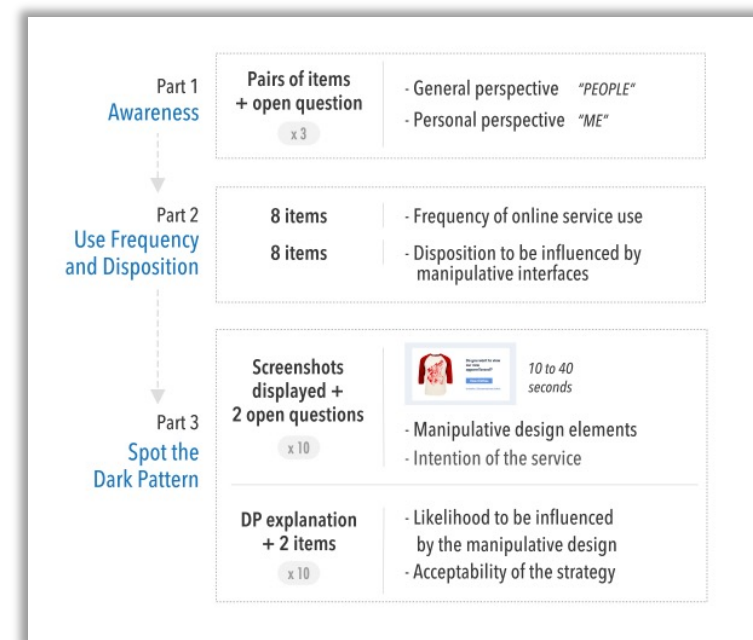 Part 1
Awareness
Pairs of items
+ open question
x 3
- General perspective "PEOPLE"
- Personal perspective "ME"
Part 2
Use Frequency
and Disposition
8 items
- Frequency of online service use
8 items
- Disposition to be influenced by
manipulative interfaces
Part 3
Spot the
Dark Pattern
Screenshots
displayed +
2 open questions
x 10
10 to 40
seconds
- Manipulative design elements
- Intention of the service
DP explanation
+ 2 items
x 10
- Likelihood to be influenced
by the manipulative design
- Acceptability of the strategy